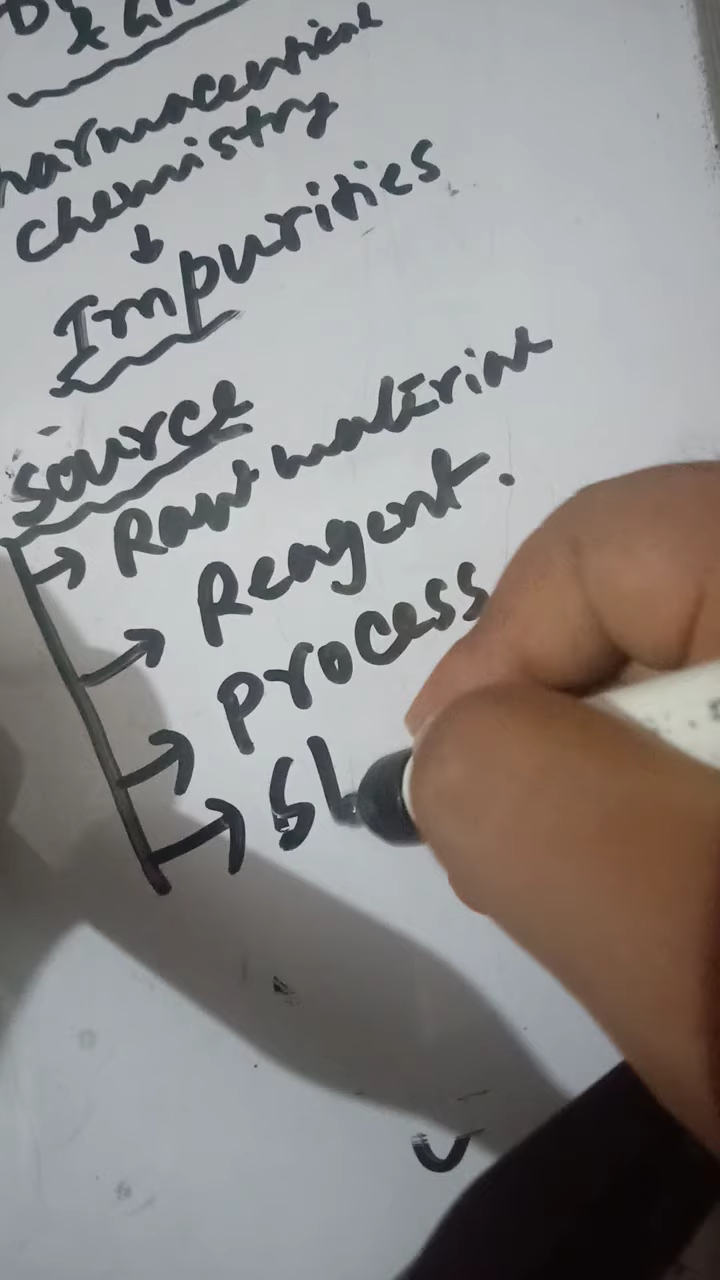 harmaceutical
chemistry
Impurities
Source
Raw material
Reagent.
process